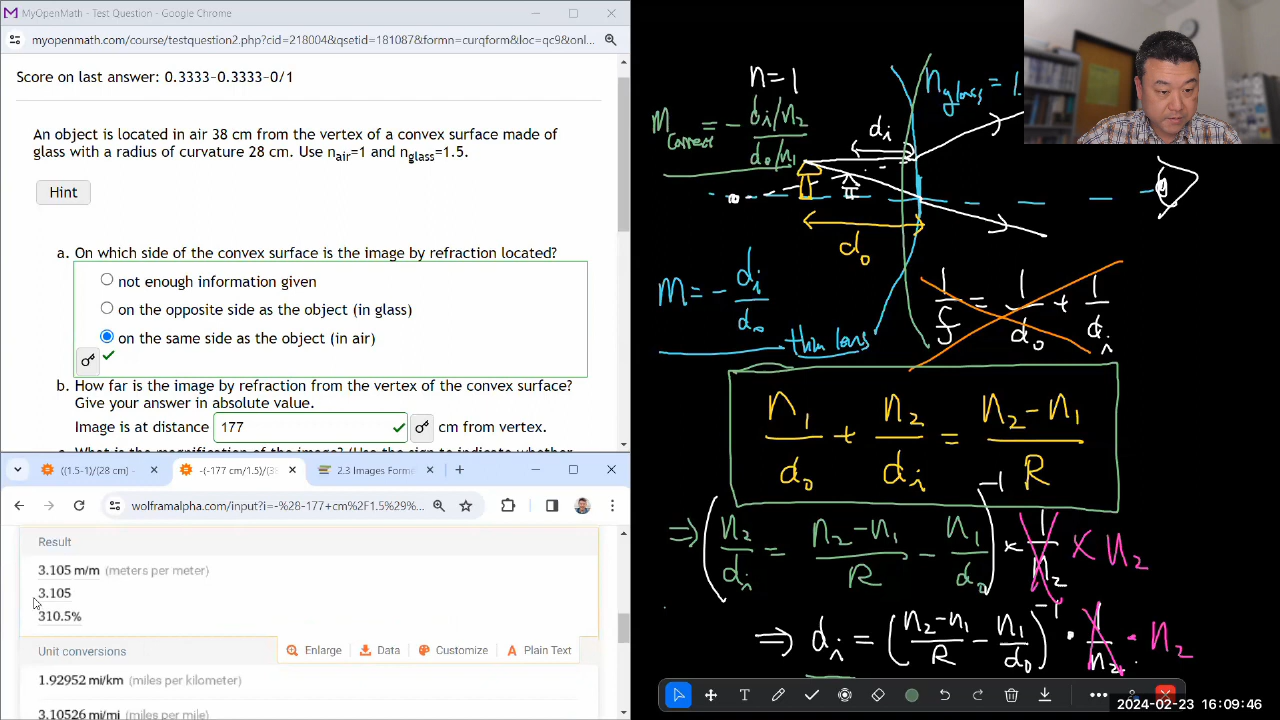 MyOpenMath - Test Question - Google Chrome
myopenmath.com/course/testquestion2.php?cid=218004&qsetid=181087&formn=curqform&loc=qc9&onl...
Score on last answer: 0.3333-0.3333-0/1
An object is located in air 38 cm from the vertex of a convex surface made of
glass with a radius of curvature 28 cm. Use nair=1 and nglass=1.5.
Hint
a. On which side of the convex surface is the image by refraction located?
not enough information given
on the opposite side as the object (in glass)
on the same side as the object (in air)
b. How far is the image by refraction from the vertex of the convex surface?
Give your answer in absolute value.
Image is at distance 177 cm from vertex.
((1.5-1)/(28 cm) -
-(-177 cm/1.5)/(3
2.3 Images Form
wolframalpha.com/input?i=-%28-177+cm%2F1.5%29%...
Result
3.105 m/m (meters per meter)
3.105
310.5%
Unit conversions
Enlarge
Data
Customize
Plain Text
1.92952 mi/km (miles per kilometer)
3.10526 mi/mi (miles per mile)
n=1
nglass = 1.
Mcorrect = - di/n2 / do/n1
di
do
M = - di/do
thin lens
1/f = 1/do + 1/di
n1/do + n2/di = (n2-n1)/R
⇒ (n2/di = (n2-n1)/R - n1/do)^-1 × 1/n2 × n2
⇒ di = ((n2-n1)/R - n1/do)^-1 · 1/n2 · n2
2024-02-23 16:09:46